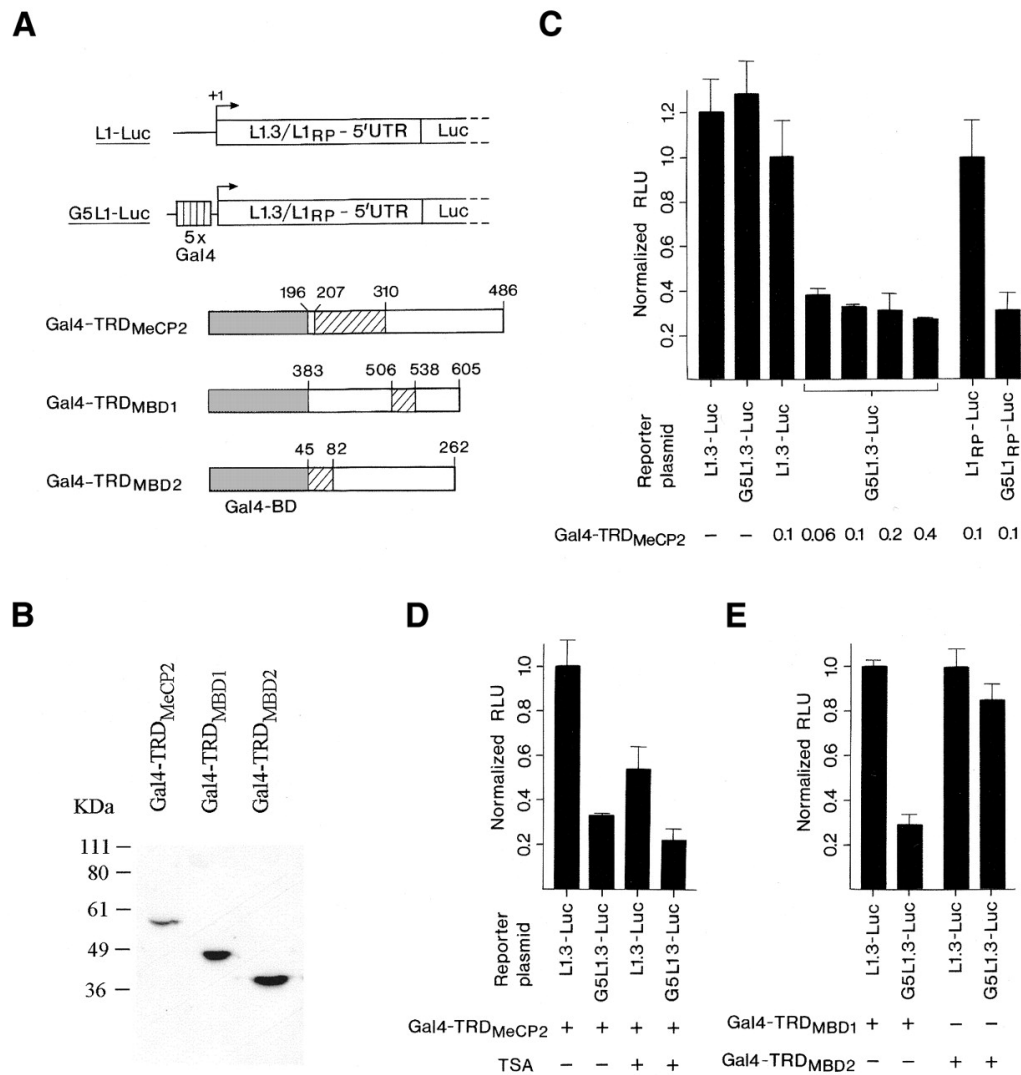 A
+1
L1-Luc
L1.3/L1RP - 5'UTR
Luc
G5L1-Luc
L1.3/L1RP - 5'UTR
Luc
5x
Gal4
196 207 310 486
Gal4-TRDMeCP2
383 506 538 605
Gal4-TRDMBD1
45 82 262
Gal4-TRDMBD2
Gal4-BD
B
Gal4-TRDMeCP2
Gal4-TRDMBD1
Gal4-TRDMBD2
KDa
111
80
61
49
36
C
Normalized RLU
1.2
1.0
0.8
0.6
0.4
0.2
Reporter
plasmid
L1.3-Luc
G5L1.3-Luc
L1.3-Luc
G5L1.3-Luc
L1RP-Luc
G5L1RP-Luc
Gal4-TRDMeCP2 – – 0.1 0.06 0.1 0.2 0.4 0.1 0.1
D
Normalized RLU
1.0
0.8
0.6
0.4
0.2
Reporter
plasmid
L1.3-Luc
G5L1.3-Luc
L1.3-Luc
G5L1.3-Luc
Gal4-TRDMeCP2 + + + +
TSA – – + +
E
Normalized RLU
1.0
0.8
0.6
0.4
0.2
L1.3-Luc
G5L1.3-Luc
L1.3-Luc
G5L1.3-Luc
Gal4-TRDMBD1 + + – –
Gal4-TRDMBD2 – – + +